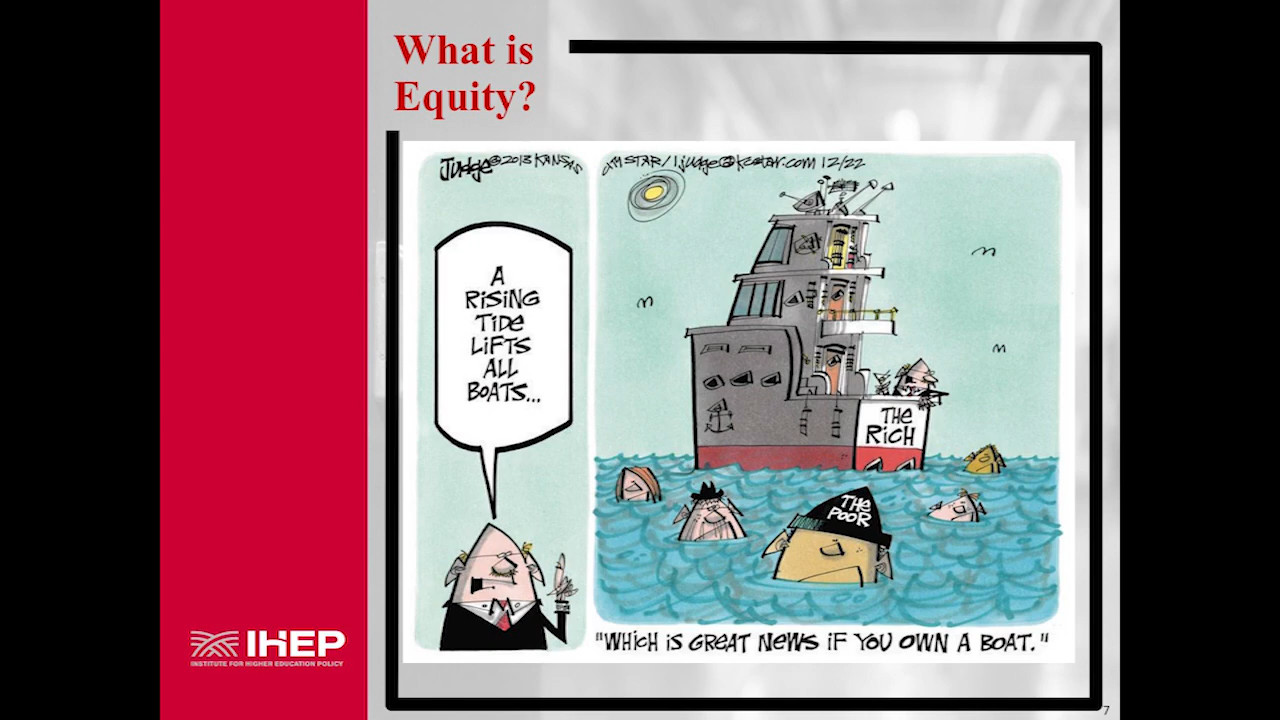 What is
Equity?
Judge © 2013 KANSAS
CITY STAR / ljudge@kcstar.com 12/22
A
RISING
TIDE
LIFTS
ALL
BOATS...
THE
RICH
THE
POOR
"WHICH IS GREAT NEWS IF YOU OWN A BOAT."
IHEP
INSTITUTE FOR HIGHER EDUCATION POLICY
7